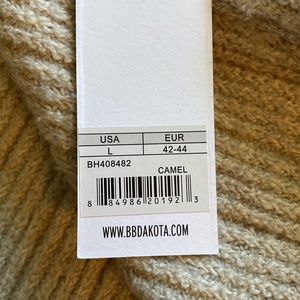 USA EUR
L 42-44
BH408482
CAMEL
8 84986 20192 3
WWW.BBDAKOTA.COM